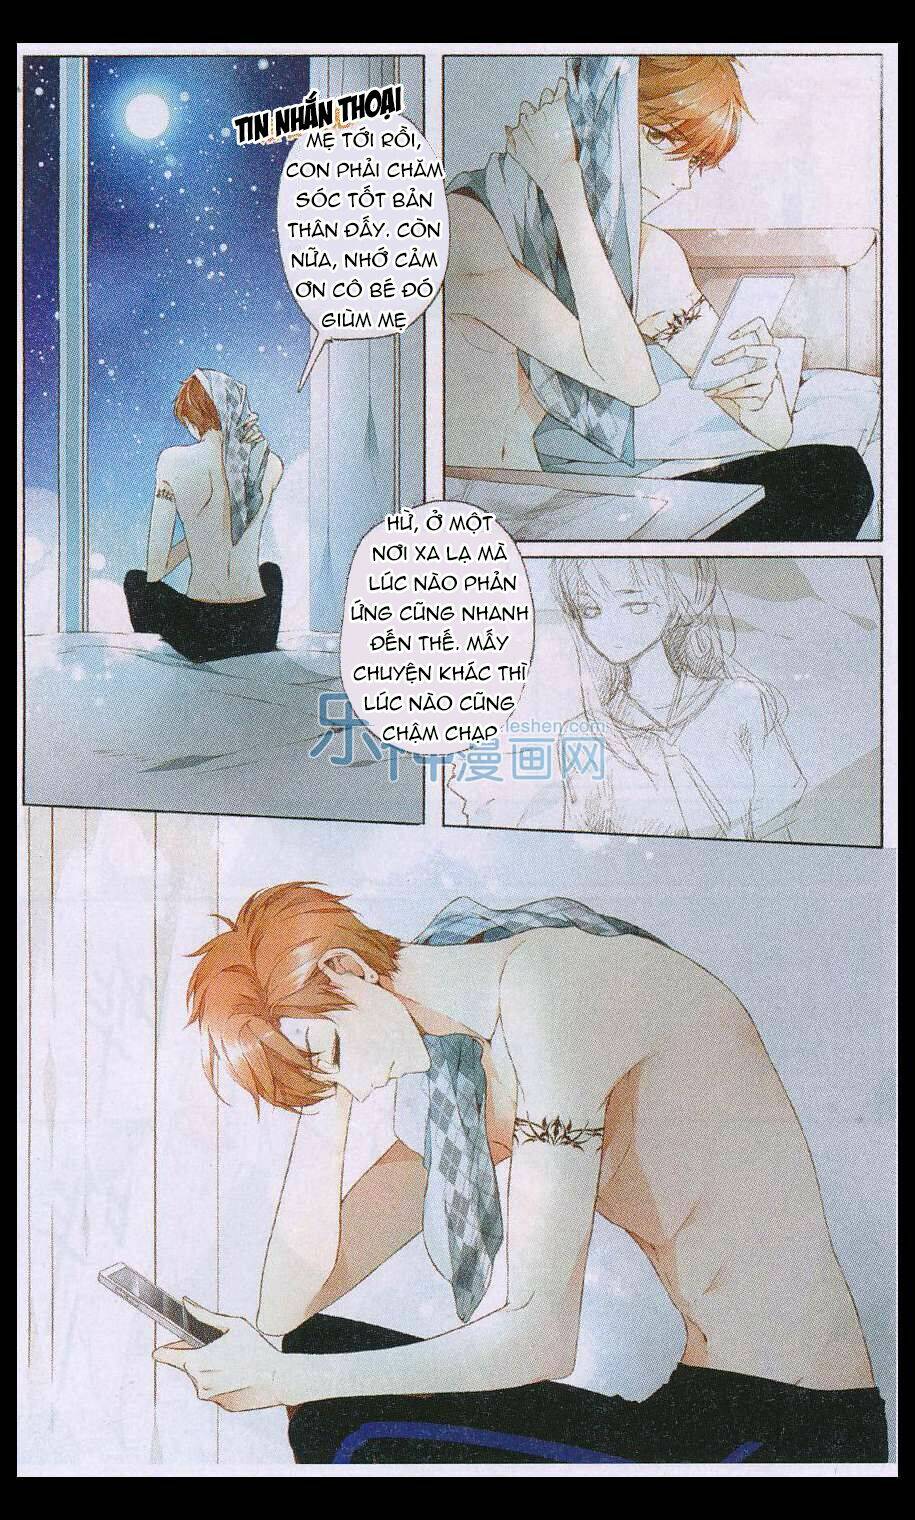 TIN NHẮN THOẠI
MẸ TỚI RỒI,
CON PHẢI CHĂM
SÓC TỐT BẢN
THÂN ĐẤY. CÒN
NỮA, NHỚ CẢM
ƠN CÔ BÉ ĐÓ
GIÙM MẸ
HỪ, Ở MỘT
NƠI XA LẠ MÀ
LÚC NÀO PHẢN
ỨNG CŨNG NHANH
ĐẾN THẾ. MẤY
CHUYỆN KHÁC THÌ
LÚC NÀO CŨNG
CHẬM CHẠP
leshen.com
漫画网